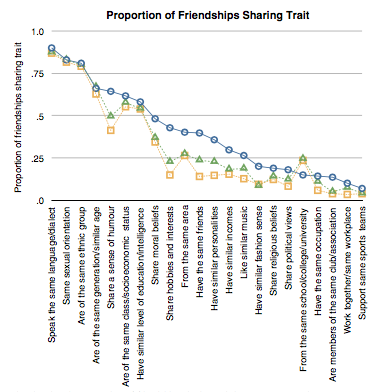 Proportion of Friendships Sharing Trait
Proportion of friendships sharing trait
1.0
.75
.5
.25
.0
Speak the same language/dialect
Same sexual orientation
Are of the same ethnic group
Are of the same generation/similar age
Share a sense of humour
Are of the same class/socioeconomic status
Have similar level of education/intelligence
Share moral beliefs
Share hobbies and interests
From the same area
Have the same friends
Have similar personalities
Have similar incomes
Like similar music
Have similar fashion sense
Share religious beliefs
Share political views
From the same school/college/university
Have the same occupation
Are members of the same club/association
Work together/same workplace
Support same sports teams